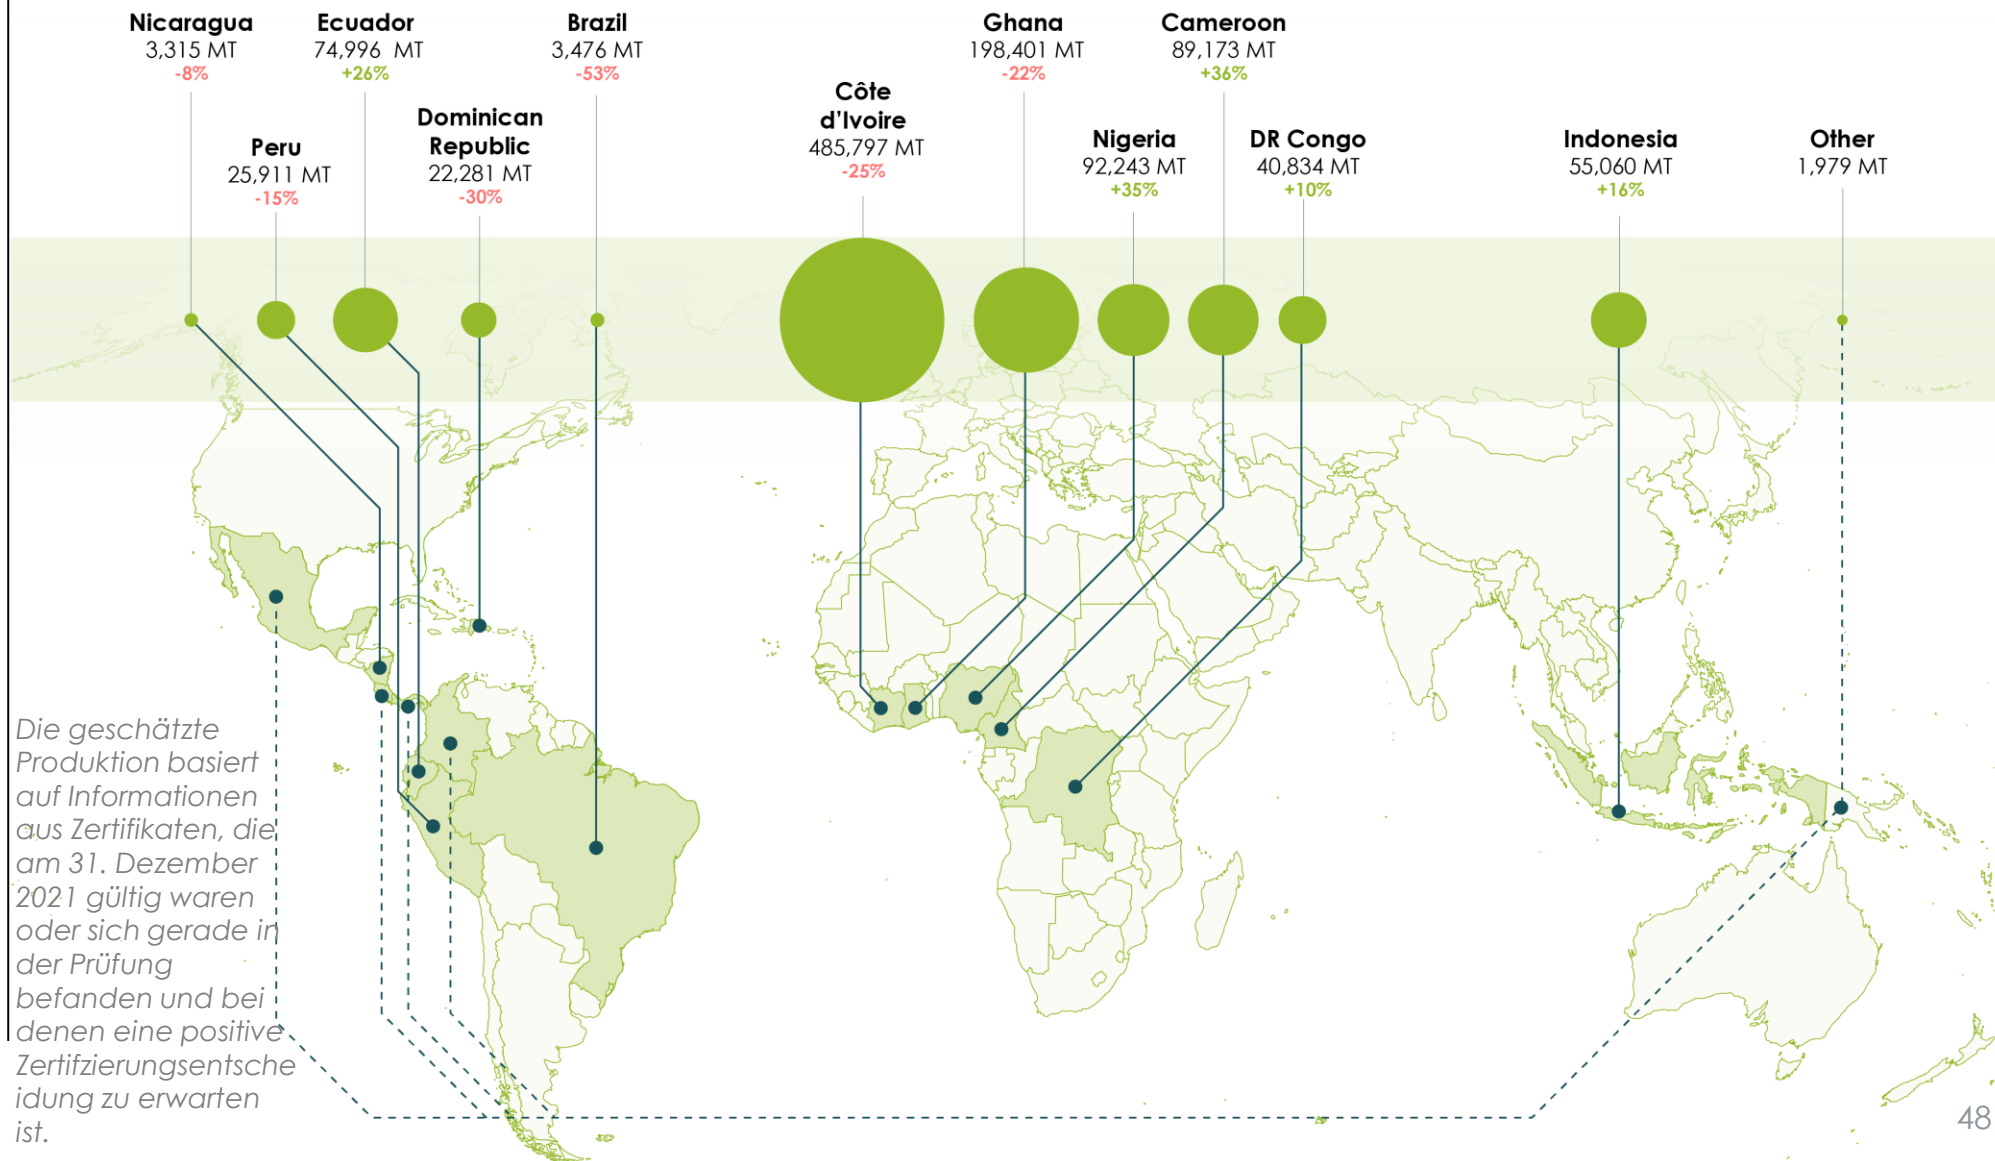 Nicaragua
3,315 MT
-8%
Ecuador
74,996 MT
+26%
Brazil
3,476 MT
-53%
Ghana
198,401 MT
-22%
Cameroon
89,173 MT
+36%
Peru
25,911 MT
-15%
Dominican
Republic
22,281 MT
-30%
Côte
d'Ivoire
485,797 MT
-25%
Nigeria
92,243 MT
+35%
DR Congo
40,834 MT
+10%
Indonesia
55,060 MT
+16%
Other
1,979 MT
Die geschätzte
Produktion basiert
auf Informationen
aus Zertifikaten, die
am 31. Dezember
2021 gültig waren
oder sich gerade in
der Prüfung
befanden und bei
denen eine positive
Zertifzierungsentsche
idung zu erwarten
ist.
48